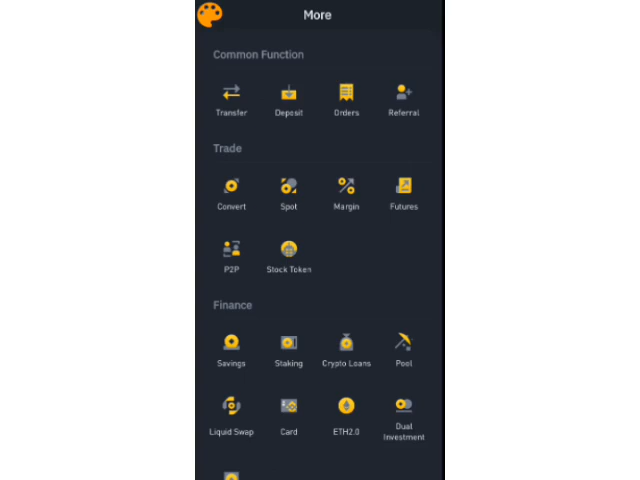 More
Common Function
Transfer Deposit Orders Referral
Trade
Convert Spot Margin Futures
P2P Stock Token
Finance
Savings Staking Crypto Loans Pool
Liquid Swap Card ETH2.0 Dual
Investment